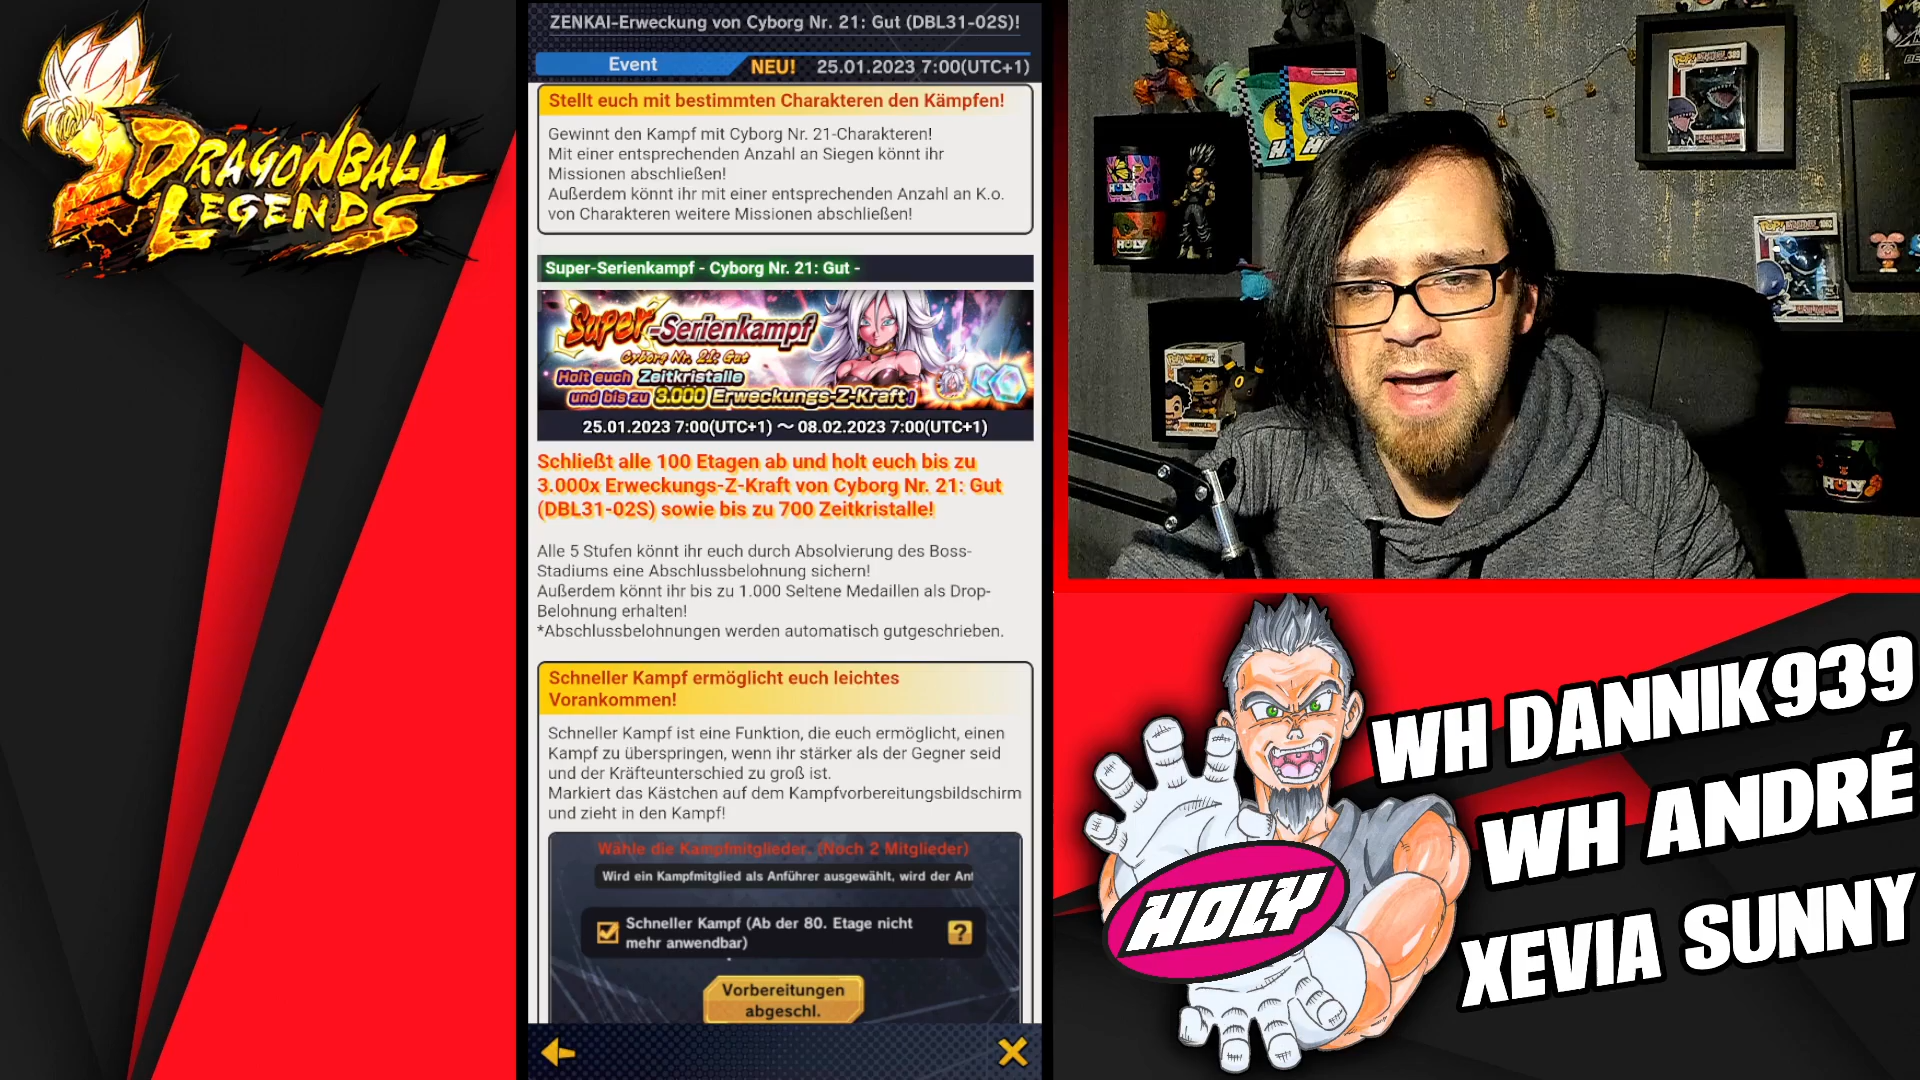 DRAGONBALL
LEGENDS
ZENKAI-Erweckung von Cyborg Nr. 21: Gut (DBL31-02S)!
Event
NEU! 25.01.2023 7:00(UTC+1)
Stellt euch mit bestimmten Charakteren den Kämpfen!
Gewinnt den Kampf mit Cyborg Nr. 21-Charakteren!
Mit einer entsprechenden Anzahl an Siegen könnt ihr
Missionen abschließen!
Außerdem könnt ihr mit einer entsprechenden Anzahl an K.o.
von Charakteren weitere Missionen abschließen!
Super-Serienkampf - Cyborg Nr. 21: Gut -
Super-Serienkampf
Cyborg Nr. 21: Gut
Holt euch Zeitkristalle
und bis zu 3.000 Erweckungs-Z-Kraft!
25.01.2023 7:00(UTC+1) ～ 08.02.2023 7:00(UTC+1)
Schließt alle 100 Etagen ab und holt euch bis zu
3.000x Erweckungs-Z-Kraft von Cyborg Nr. 21: Gut
(DBL31-02S) sowie bis zu 700 Zeitkristalle!
Alle 5 Stufen könnt ihr euch durch Absolvierung des Boss-
Stadiums eine Abschlussbelohnung sichern!
Außerdem könnt ihr bis zu 1.000 Seltene Medaillen als Drop-
Belohnung erhalten!
*Abschlussbelohnungen werden automatisch gutgeschrieben.
Schneller Kampf ermöglicht euch leichtes
Vorankommen!
Schneller Kampf ist eine Funktion, die euch ermöglicht, einen
Kampf zu überspringen, wenn ihr stärker als der Gegner seid
und der Kräfteunterschied zu groß ist.
Markiert das Kästchen auf dem Kampfvorbereitungsbildschirm
und zieht in den Kampf!
Wähle die Kampfmitglieder. (Noch 2 Mitglieder)
Wird ein Kampfmitglied als Anführer ausgewählt, wird der
Schneller Kampf (Ab der 80. Etage nicht
mehr anwendbar)
?
Vorbereitungen
abgeschl.
HOLY
HOLY
HOLY
POP!
POP!
POP!
HOLY
WH DANNIK939
WH ANDRÉ
XEVIA SUNNY